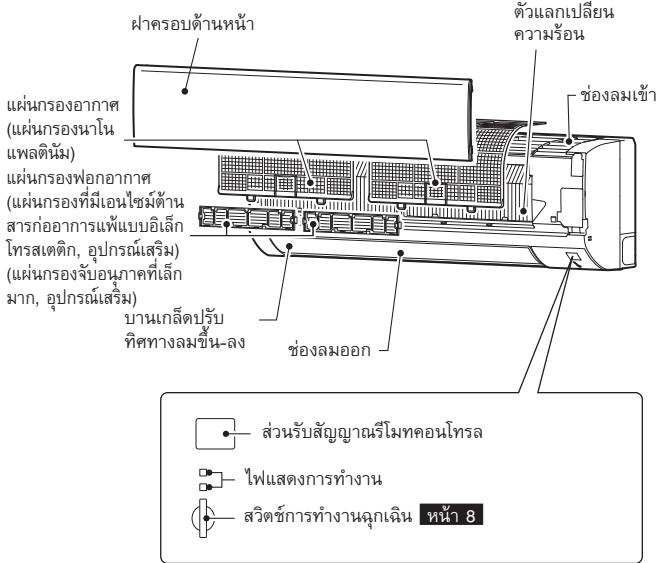 ฝาครอบด้านหน้า
ตัวแลกเปลี่ยน
ความร้อน
ช่องลมเข้า
แผ่นกรองอากาศ
(แผ่นกรองนาโน
แพลตินัม)
แผ่นกรองฟอกอากาศ
(แผ่นกรองที่มีเอนไซม์ต้าน
สารก่ออาการแพ้แบบอิเล็ก
โทรสเตติก, อุปกรณ์เสริม)
(แผ่นกรองจับอนุภาคที่เล็ก
มาก, อุปกรณ์เสริม)
บานเกล็ดปรับ
ทิศทางลมขึ้น-ลง
ช่องลมออก
ส่วนรับสัญญาณรีโมทคอนโทรล
ไฟแสดงการทำงาน
สวิตช์การทำงานฉุกเฉิน หน้า 8